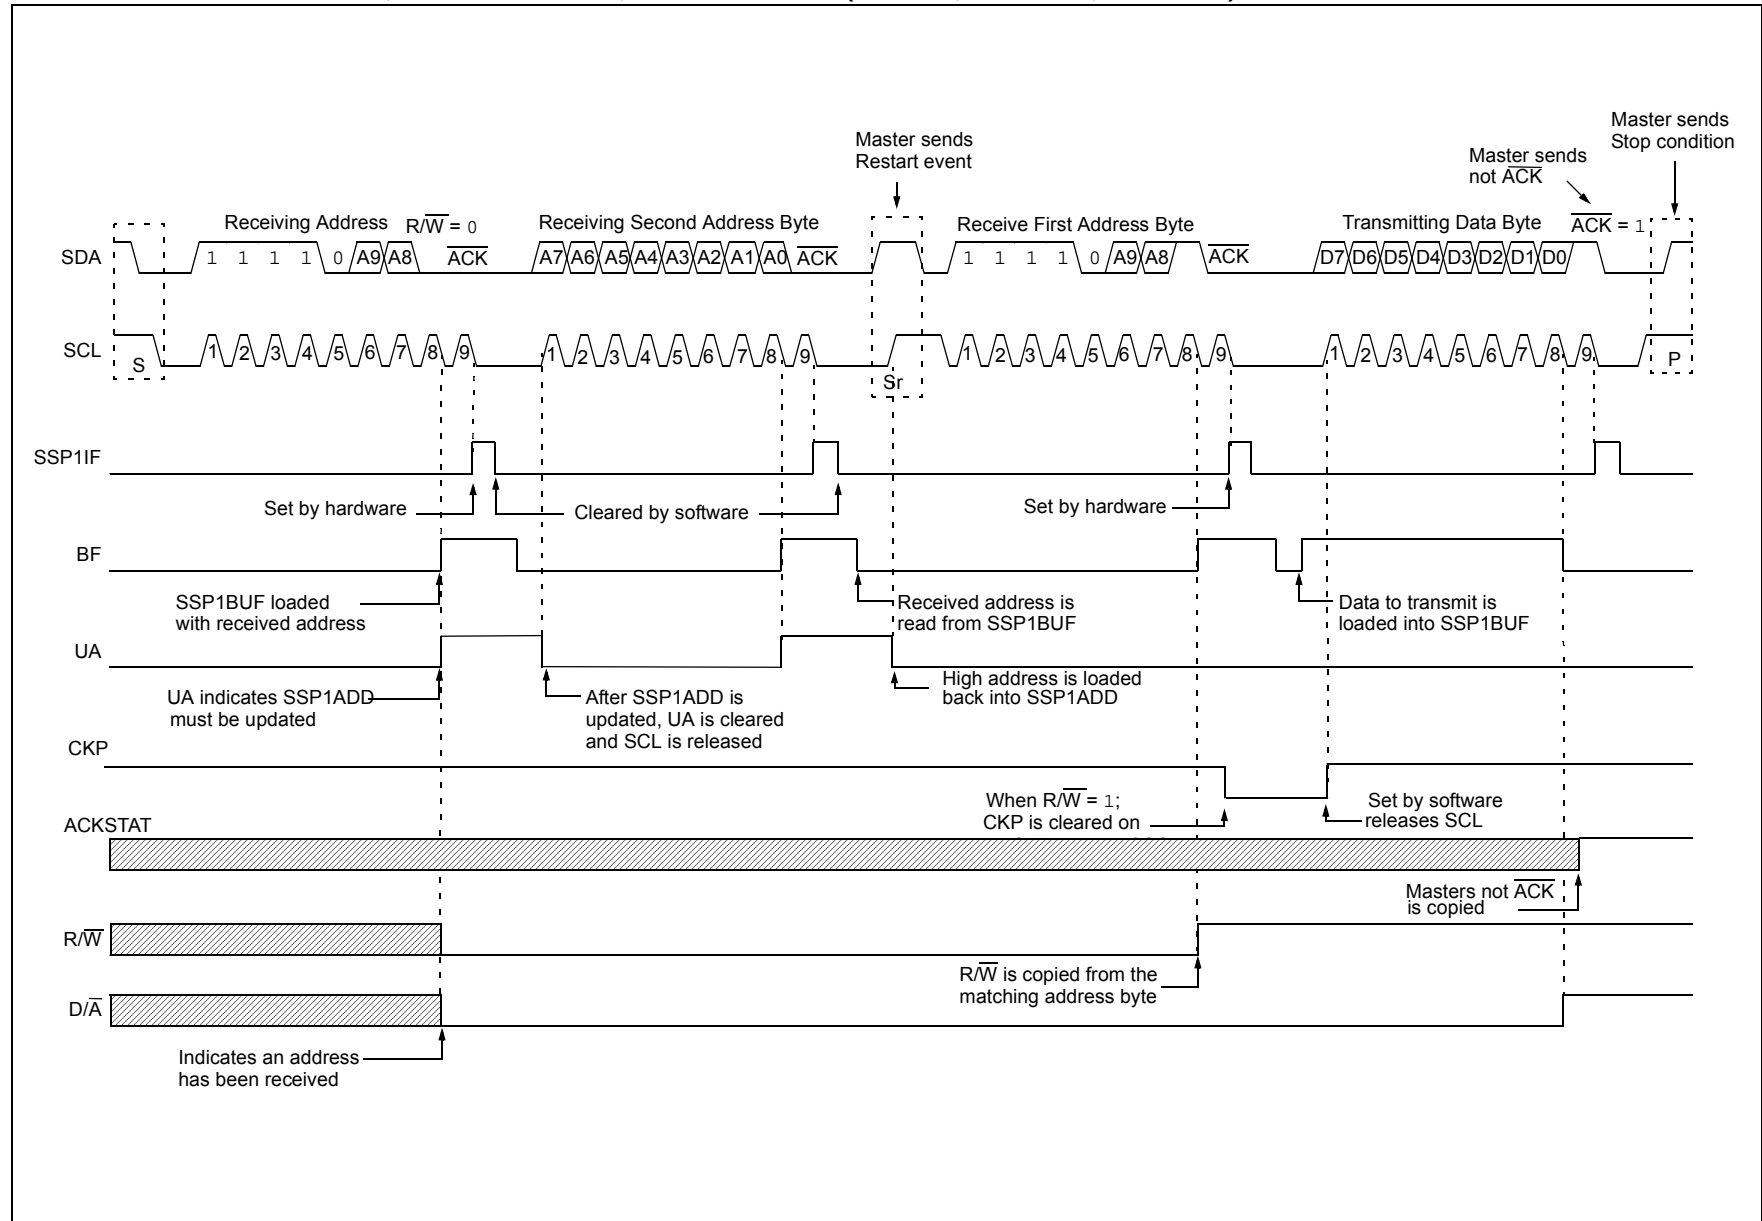 Master sends
Restart event
Master sends
not A̅C̅K̅
Master sends
Stop condition
Receiving Address
R/W̅ = 0
Receiving Second Address Byte
Receive First Address Byte
Transmitting Data Byte
A̅C̅K̅ = 1
SDA
1 1 1 1 0 A9 A8 A̅C̅K̅ A7 A6 A5 A4 A3 A2 A1 A0 A̅C̅K̅ 1 1 1 1 0 A9 A8 A̅C̅K̅ D7 D6 D5 D4 D3 D2 D1 D0
SCL
S 1 2 3 4 5 6 7 8 9 1 2 3 4 5 6 7 8 9 Sr 1 2 3 4 5 6 7 8 9 1 2 3 4 5 6 7 8 9 P
SSP1IF
Set by hardware
Cleared by software
Set by hardware
BF
SSP1BUF loaded
with received address
Received address is
read from SSP1BUF
Data to transmit is
loaded into SSP1BUF
UA
UA indicates SSP1ADD
must be updated
After SSP1ADD is
updated, UA is cleared
and SCL is released
High address is loaded
back into SSP1ADD
CKP
When R/W̅ = 1;
CKP is cleared on
Set by software
releases SCL
ACKSTAT
Masters not A̅C̅K̅
is copied
R/W̅
R/W̅ is copied from the
matching address byte
D/A̅
Indicates an address
has been received